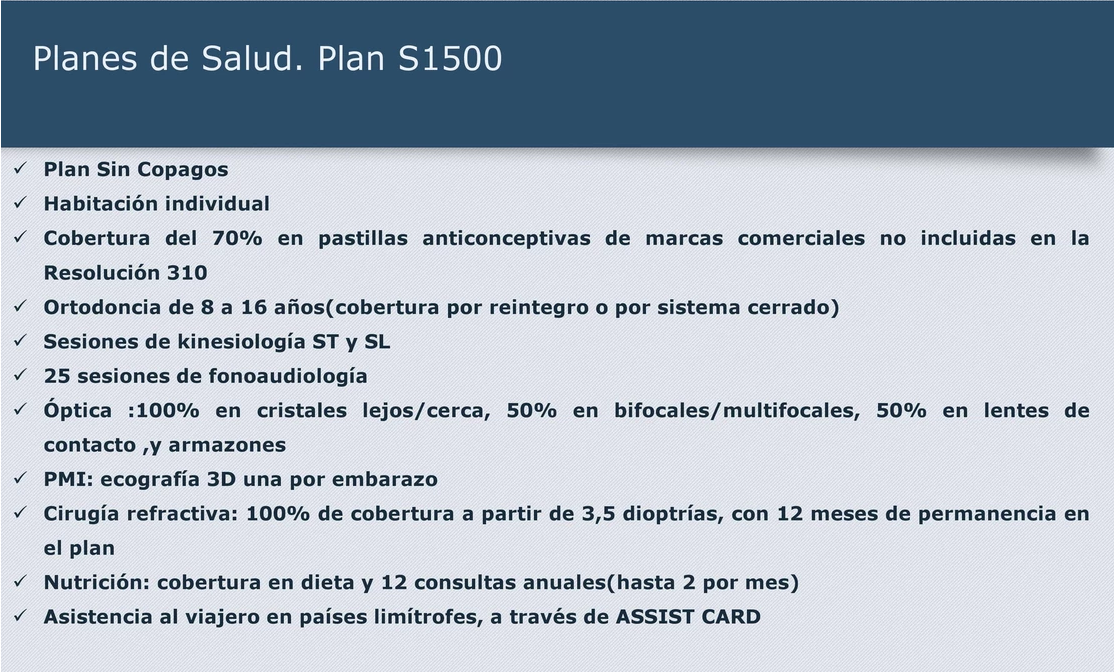 Planes de Salud. Plan S1500
✓ Plan Sin Copagos
✓ Habitación individual
✓ Cobertura del 70% en pastillas anticonceptivas de marcas comerciales no incluidas en la
Resolución 310
✓ Ortodoncia de 8 a 16 años(cobertura por reintegro o por sistema cerrado)
✓ Sesiones de kinesiología ST y SL
✓ 25 sesiones de fonoaudiología
✓ Óptica :100% en cristales lejos/cerca, 50% en bifocales/multifocales, 50% en lentes de
contacto ,y armazones
✓ PMI: ecografía 3D una por embarazo
✓ Cirugía refractiva: 100% de cobertura a partir de 3,5 dioptrías, con 12 meses de permanencia en
el plan
✓ Nutrición: cobertura en dieta y 12 consultas anuales(hasta 2 por mes)
✓ Asistencia al viajero en países limítrofes, a través de ASSIST CARD